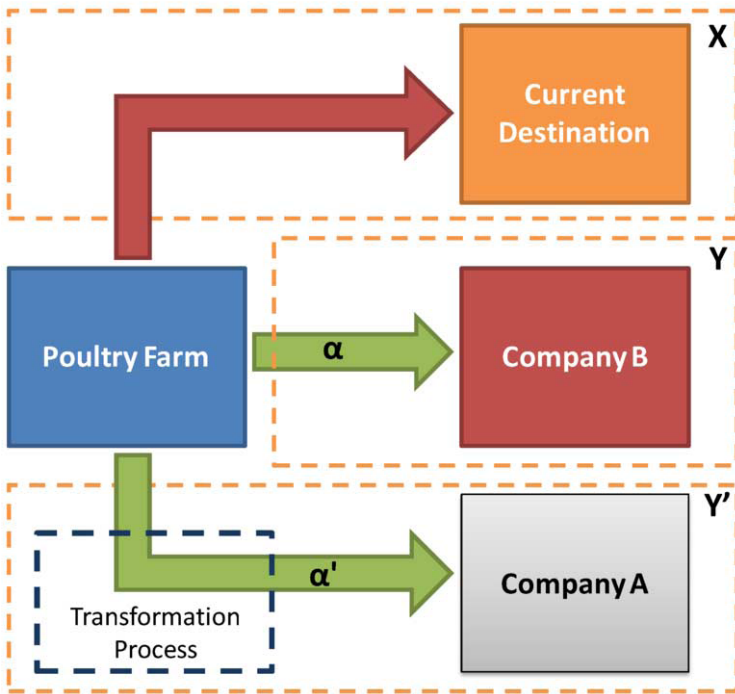 X
Current
Destination
Y
Poultry Farm
α
Company B
Y’
α'
Company A
Transformation
Process